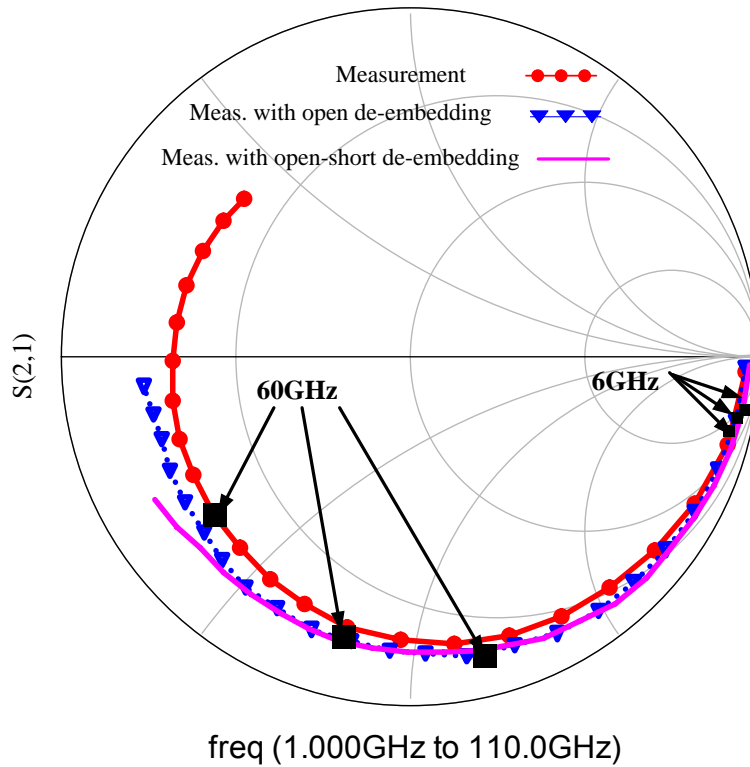 Measurement
Meas. with open de-embedding
Meas. with open-short de-embedding
S(2,1)
60GHz
6GHz
freq (1.000GHz to 110.0GHz)